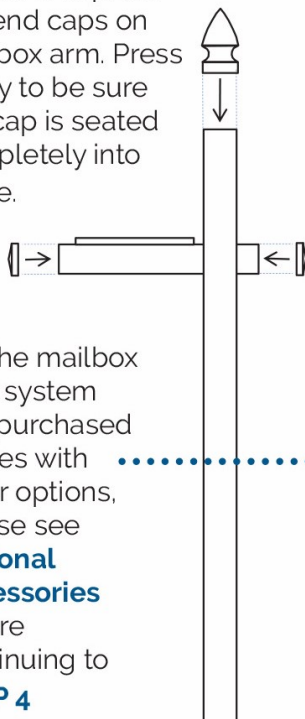 end caps on
box arm. Press
y to be sure
cap is seated
pletely into
e.
he mailbox
system
purchased
es with
r options,
se see
onal
essories
re
inuing to
P 4